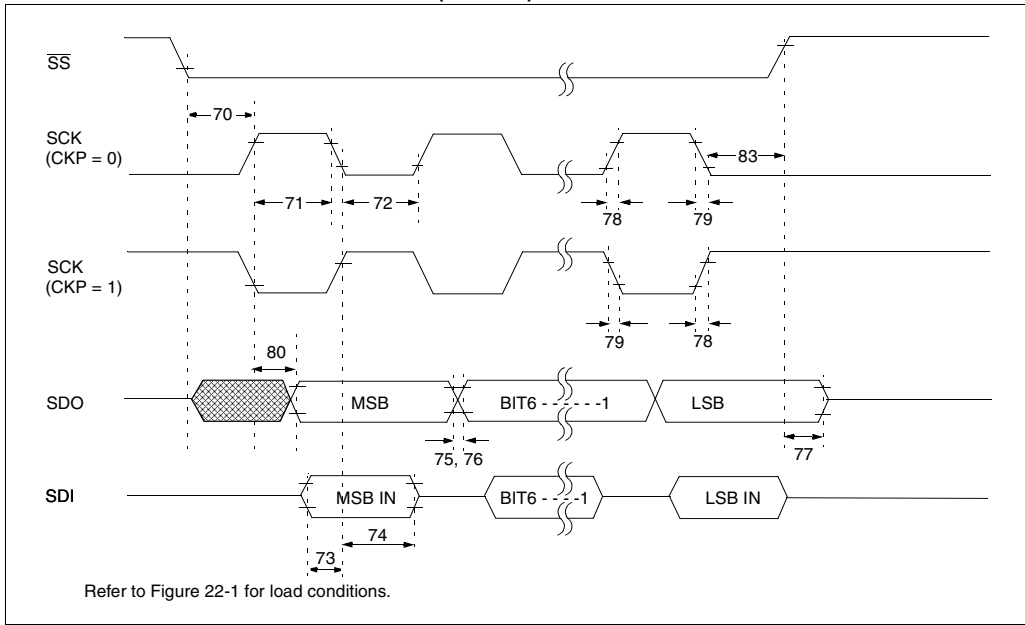 SS
70
SCK
(CKP = 0)
83
71
72
78
79
SCK
(CKP = 1)
79
78
80
SDO
MSB
BIT6 - - - - - -1
LSB
75, 76
77
SDI
MSB IN
BIT6 - - - -1
LSB IN
74
73
Refer to Figure 22-1 for load conditions.